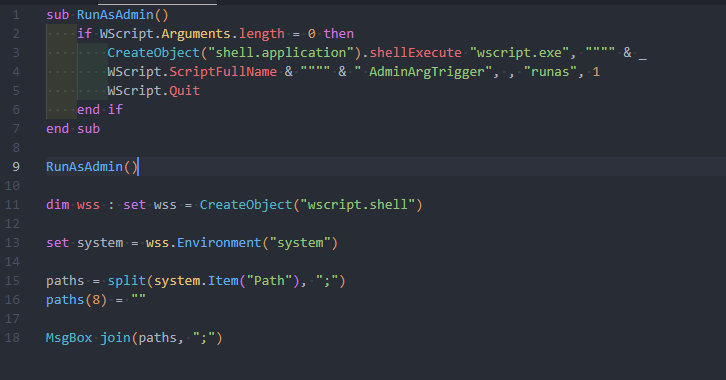 1 sub RunAsAdmin()
2     if WScript.Arguments.length = 0 then
3         CreateObject("shell.application").shellExecute "wscript.exe", """" & _
4         WScript.ScriptFullName & """" & " AdminArgTrigger", , "runas", 1
5         WScript.Quit
6     end if
7 end sub
8
9 RunAsAdmin()
10
11 dim wss : set wss = CreateObject("wscript.shell")
12
13 set system = wss.Environment("system")
14
15 paths = split(system.Item("Path"), ";")
16 paths(8) = ""
17
18 MsgBox join(paths, ";")